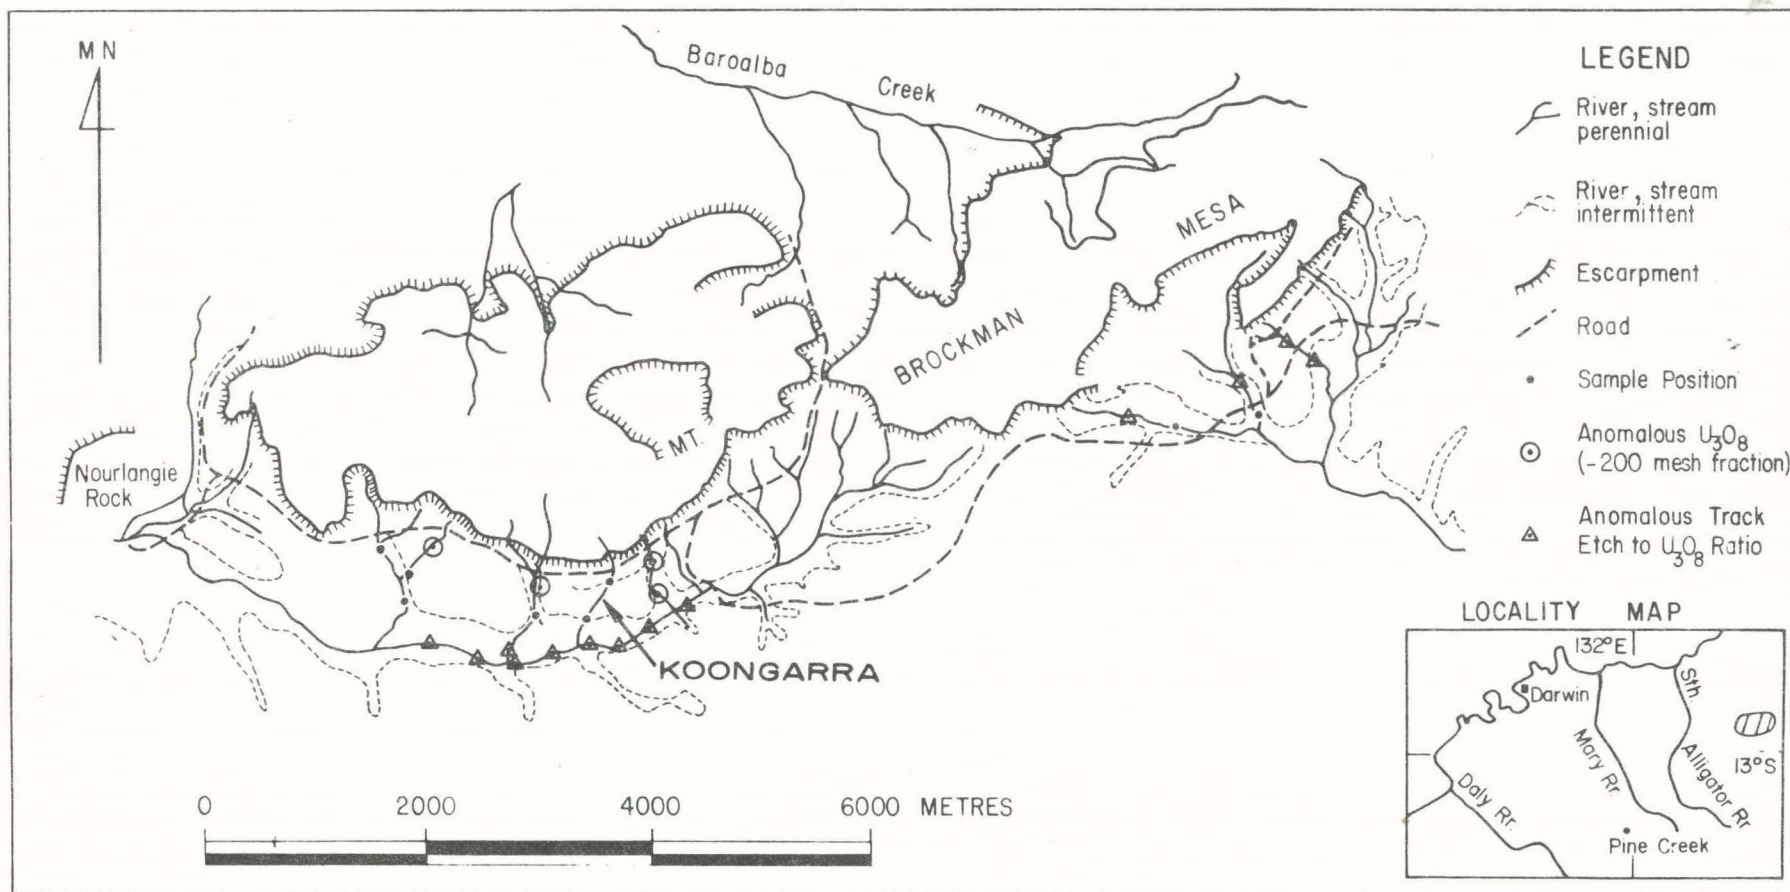 MN
Baroalba
Creek
MESA
BROCKMAN
MT.
Nourlangie
Rock
KOONGARRA
0 2000 4000 6000 METRES
LEGEND
River, stream
perennial
River, stream
intermittent
Escarpment
Road
Sample Position
Anomalous U3O8
(-200 mesh fraction)
Anomalous Track
Etch to U3O8 Ratio
LOCALITY MAP
132°E
Darwin
Sth.
Alligator Rr
Mary Rr.
13°S
Daly Rr.
Pine Creek